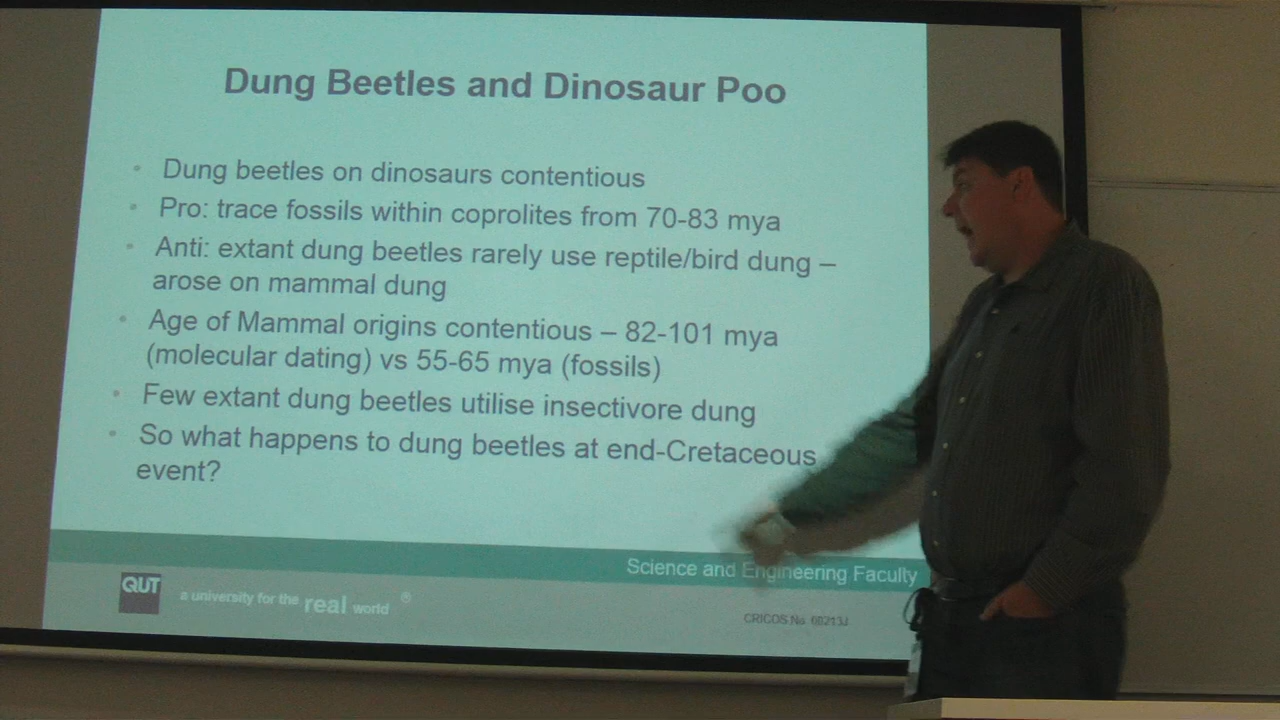 Dung Beetles and Dinosaur Poo
• Dung beetles on dinosaurs contentious
• Pro: trace fossils within coprolites from 70-83 mya
• Anti: extant dung beetles rarely use reptile/bird dung –
arose on mammal dung
• Age of Mammal origins contentious – 82-101 mya
(molecular dating) vs 55-65 mya (fossils)
• Few extant dung beetles utilise insectivore dung
• So what happens to dung beetles at end-Cretaceous
event?
Science and Engineering Faculty
QUT
a university for the real world ®
CRICOS No. 00213J